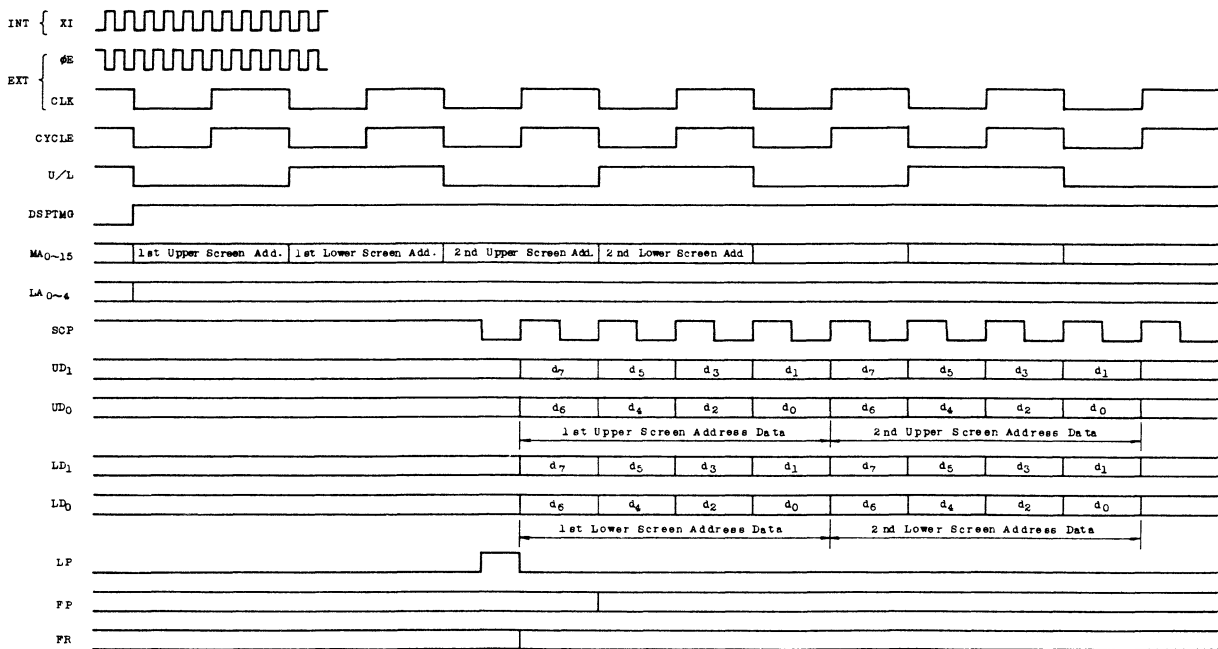 INT { XI
EXT { φE
CLK
CYCLE
U/L
DSPTMG
MA0~15 1st Upper Screen Add. 1st Lower Screen Add. 2nd Upper Screen Add. 2nd Lower Screen Add
LA0~4
SCP
UD1 d7 d5 d3 d1 d7 d5 d3 d1
UD0 d6 d4 d2 d0 d6 d4 d2 d0
1st Upper Screen Address Data 2nd Upper Screen Address Data
LD1 d7 d5 d3 d1 d7 d5 d3 d1
LD0 d6 d4 d2 d0 d6 d4 d2 d0
1st Lower Screen Address Data 2nd Lower Screen Address Data
LP
FP
FR